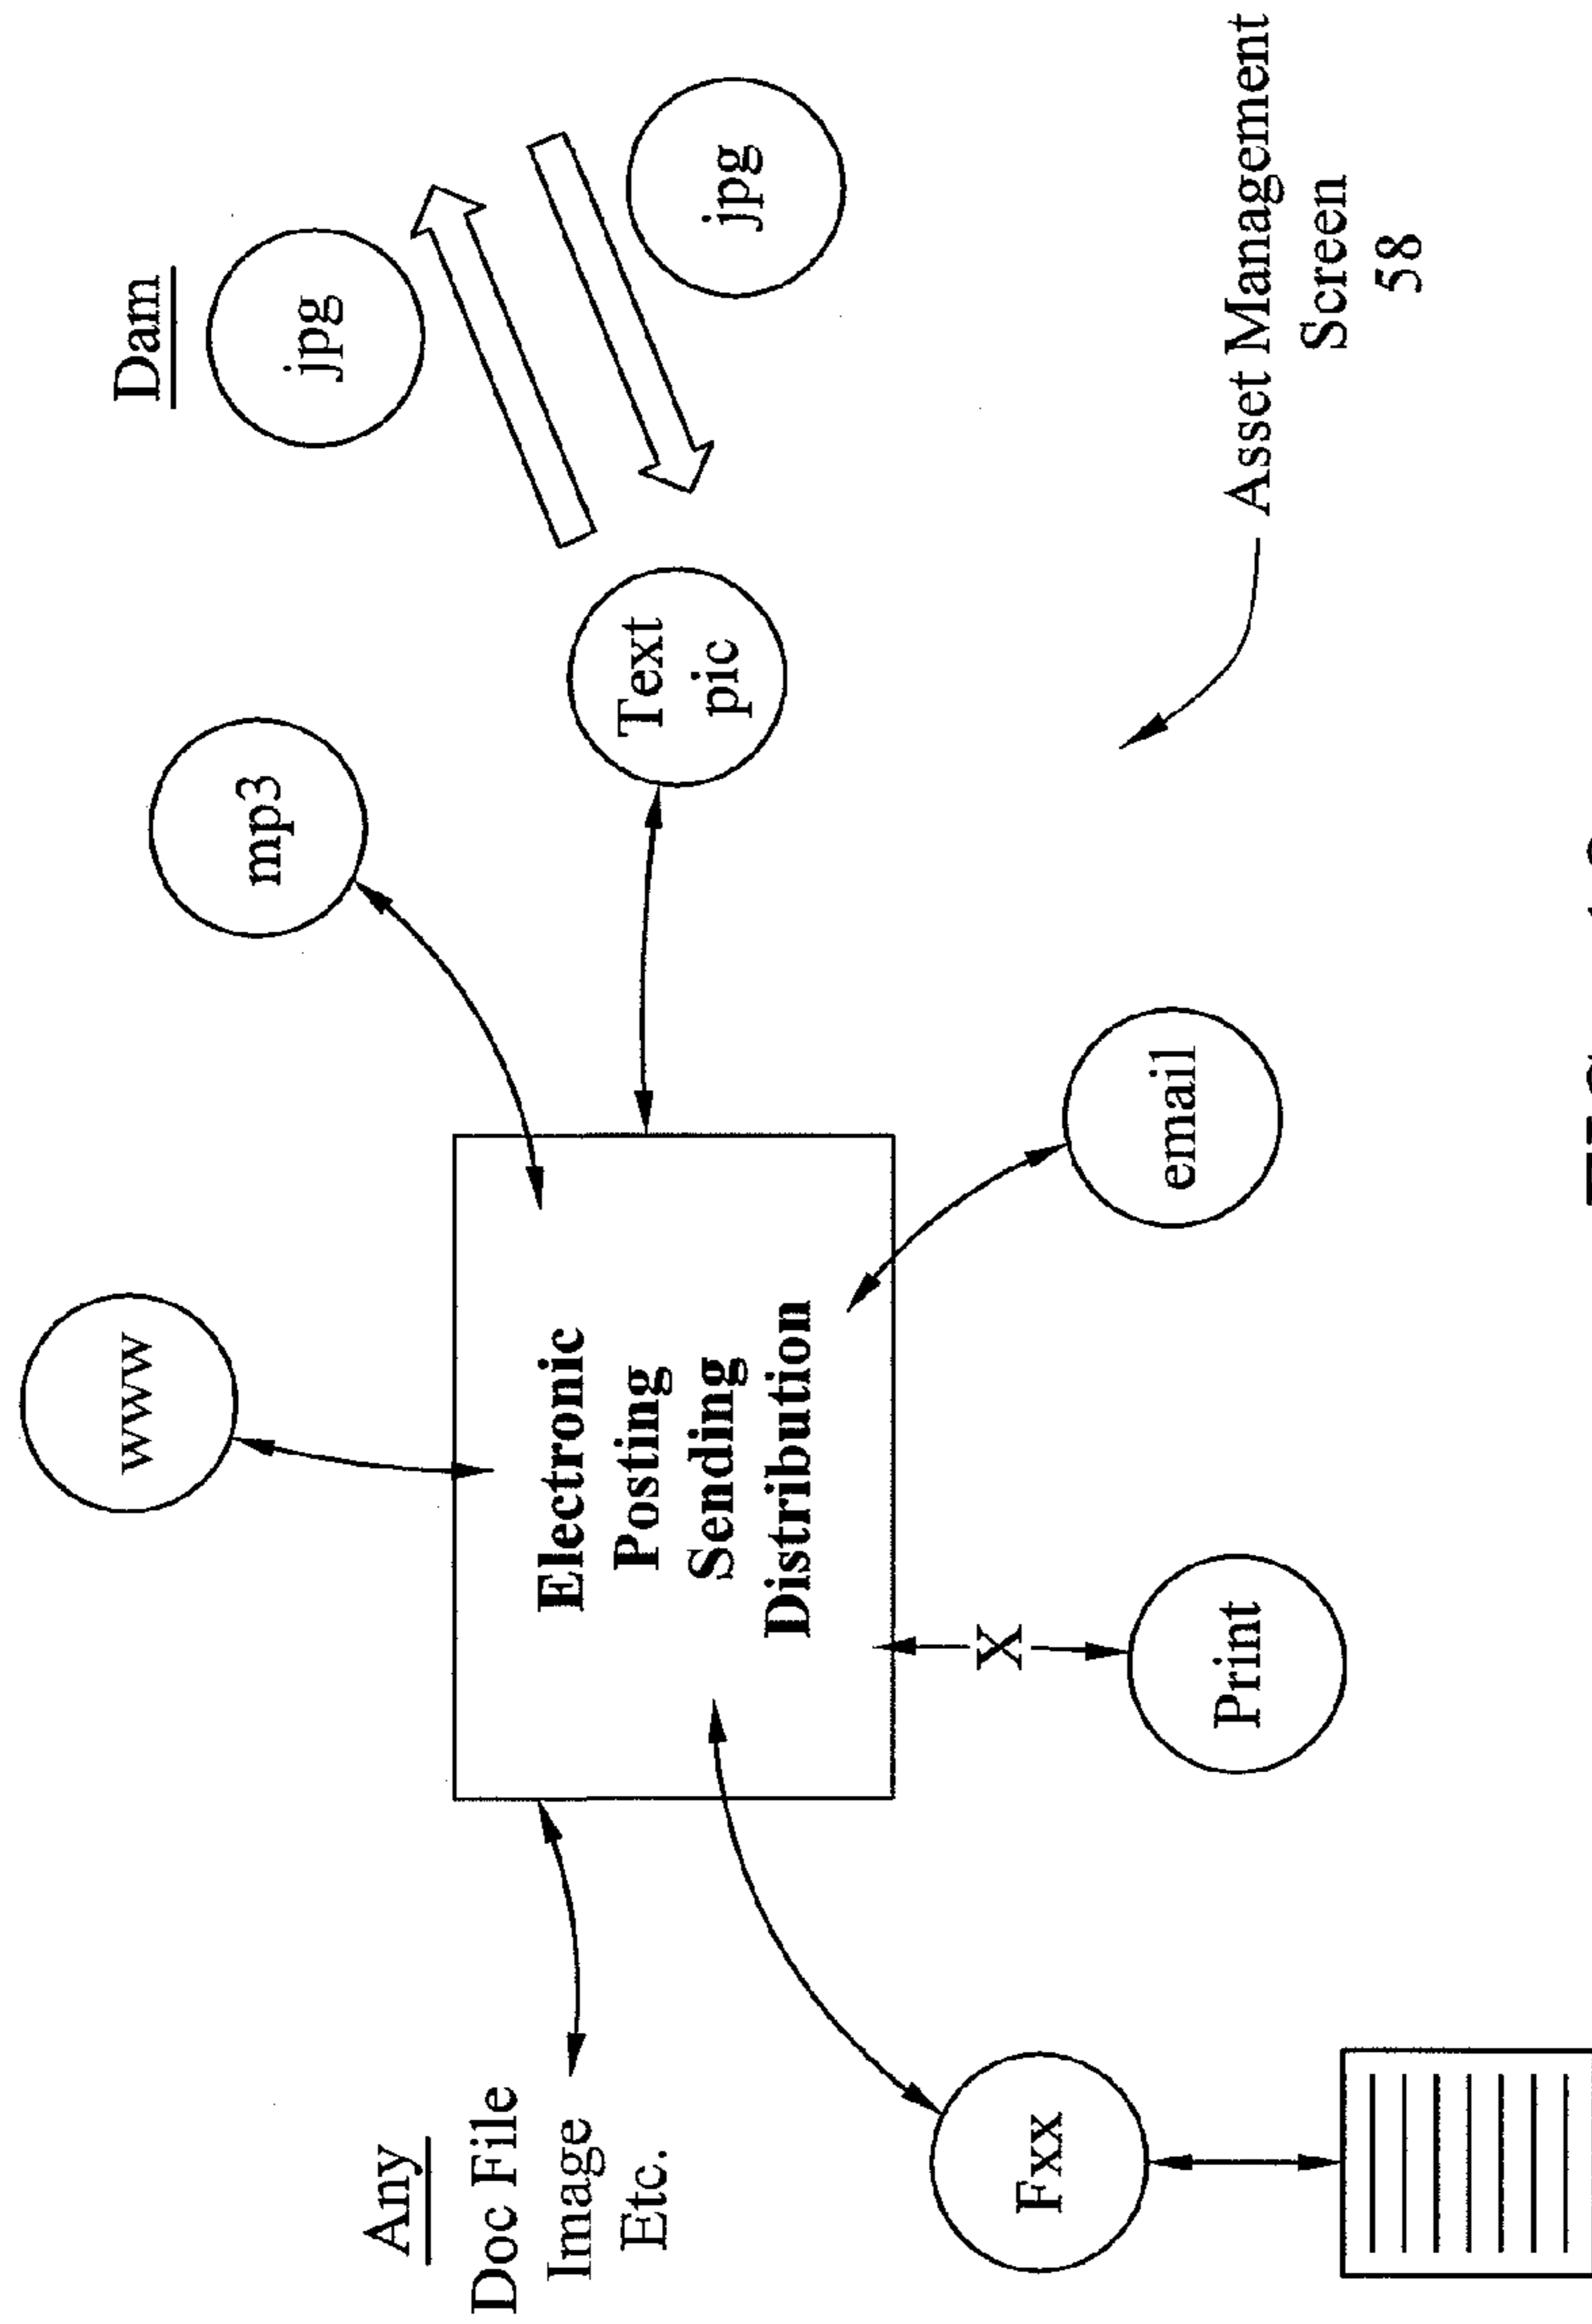 www
Dam
mp3
jpg
Any
Doc File
Image
Etc.
Electronic
Posting
Sending
Distribution
Text
pic
jpg
X
Fxx
email
Print
Asset Management
Screen
58